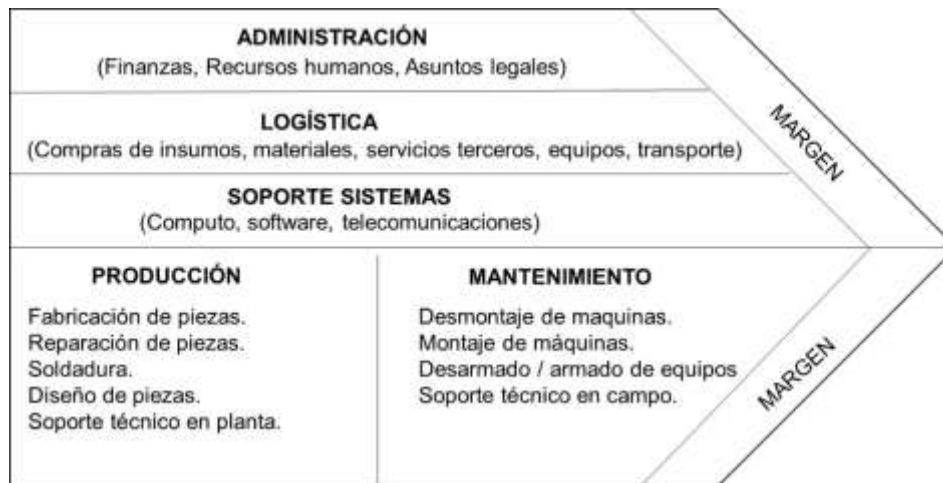 ADMINISTRACIÓN
(Finanzas, Recursos humanos, Asuntos legales)
LOGÍSTICA
(Compras de insumos, materiales, servicios terceros, equipos, transporte)
SOPORTE SISTEMAS
(Computo, software, telecomunicaciones)
MARGEN
PRODUCCIÓN
Fabricación de piezas.
Reparación de piezas.
Soldadura.
Diseño de piezas.
Soporte técnico en planta.
MANTENIMIENTO
Desmontaje de maquinas.
Montaje de máquinas.
Desarmado / armado de equipos
Soporte técnico en campo.
MARGEN